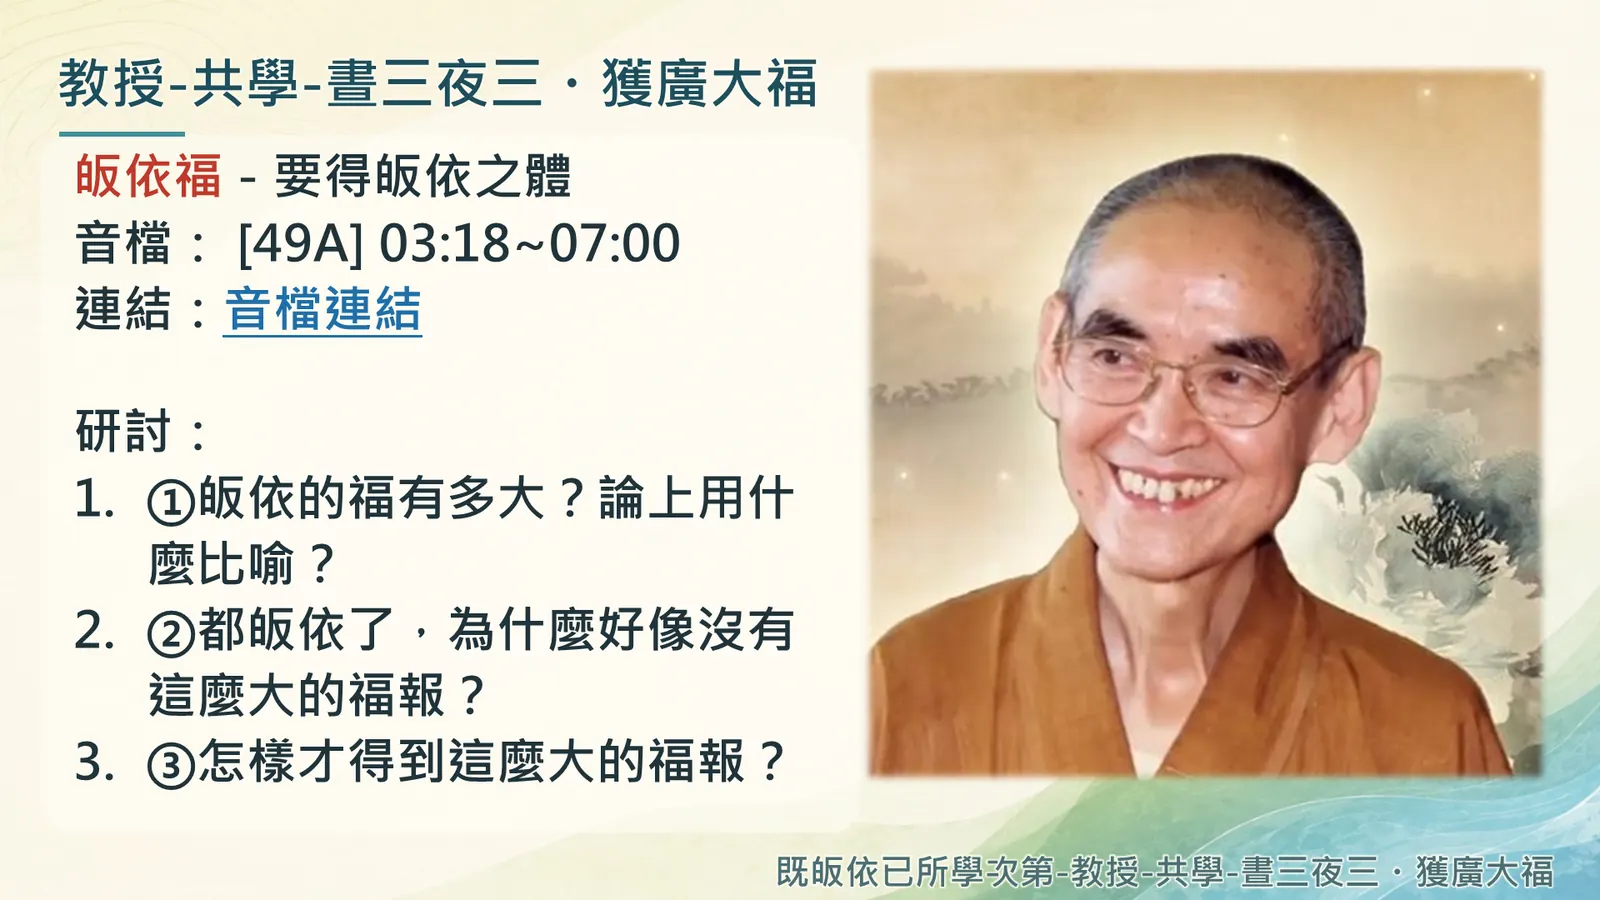 教授-共學-晝三夜三．獲廣大福
皈依福 - 要得皈依之體
音檔： [49A] 03:18~07:00
連結：音檔連結
研討：
1. ①皈依的福有多大？論上用什
麼比喻？
2. ②都皈依了，為什麼好像沒有
這麼大的福報？
3. ③怎樣才得到這麼大的福報？
既皈依已所學次第-教授-共學-晝三夜三．獲廣大福